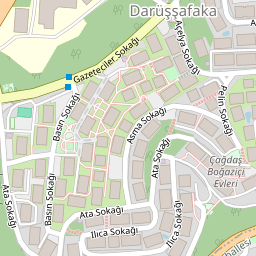 Darüşşafaka
Gazeteciler Sokağı
Açelya Sokağı
Pelin Sokağı
Basın Sokağı
Asma Sokağı
Ata Sokağı
Çağdaş
Boğaziçi
Evleri
Ata Sokağı
Basın Sokağı
Ata Sokağı
Ilıca Sokağı
Ilıca Sokağı